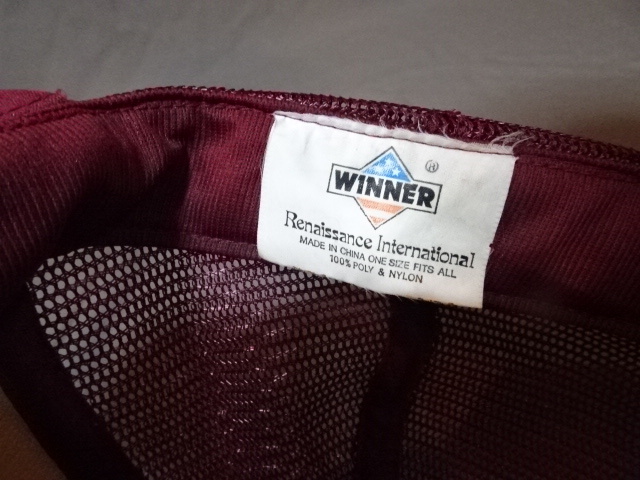 WINNER ®
Renaissance International
MADE IN CHINA ONE SIZE FITS ALL
100% POLY & NYLON